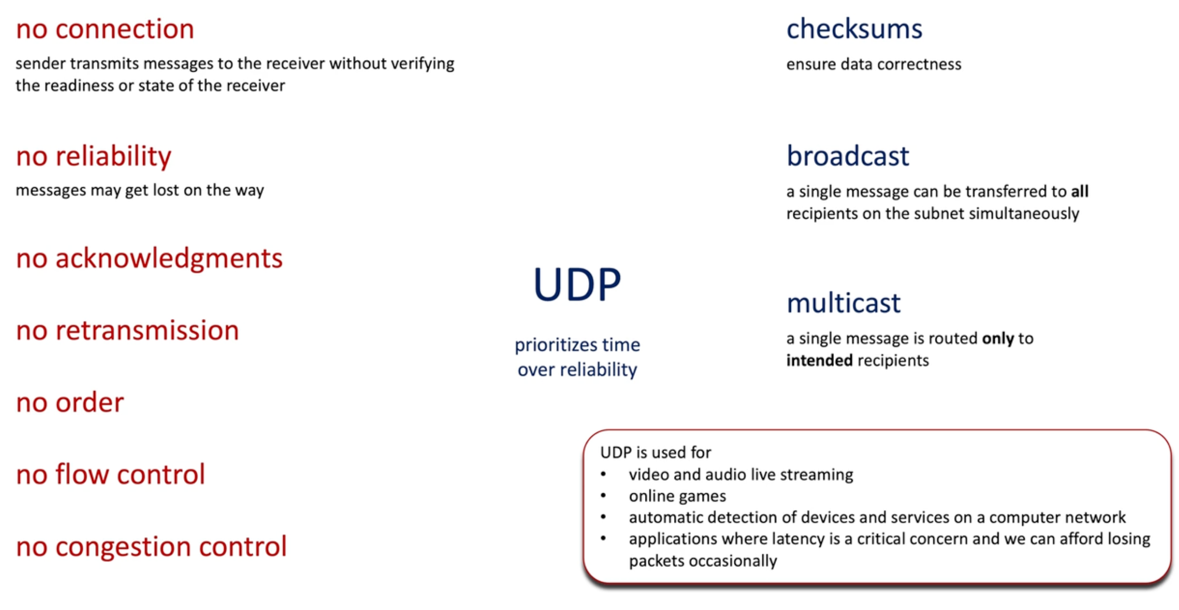 no connection
sender transmits messages to the receiver without verifying
the readiness or state of the receiver
no reliability
messages may get lost on the way
no acknowledgments
no retransmission
no order
no flow control
no congestion control
UDP
prioritizes time
over reliability
checksums
ensure data correctness
broadcast
a single message can be transferred to all
recipients on the subnet simultaneously
multicast
a single message is routed only to
intended recipients
UDP is used for
• video and audio live streaming
• online games
• automatic detection of devices and services on a computer network
• applications where latency is a critical concern and we can afford losing
packets occasionally